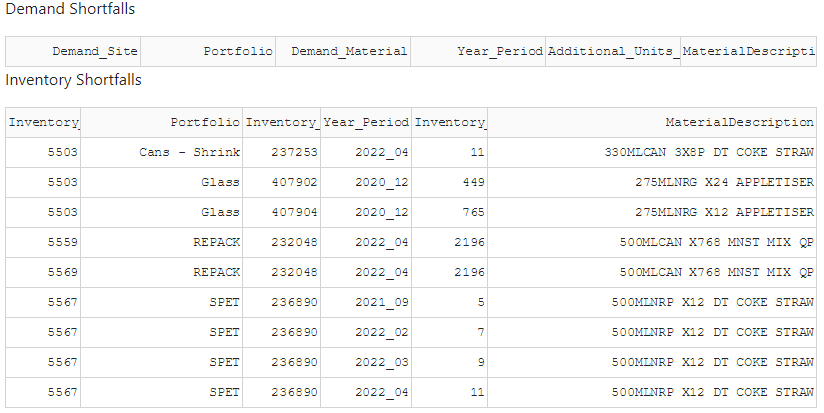 Demand Shortfalls
Demand_Site Portfolio Demand_Material Year_Period Additional_Units_ MaterialDescripti
Inventory Shortfalls
Inventory_ Portfolio Inventory_ Year_Period Inventory_ MaterialDescription
5503 Cans - Shrink 237253 2022_04 11 330MLCAN 3X8P DT COKE STRAW
5503 Glass 407902 2020_12 449 275MLNRG X24 APPLETISER
5503 Glass 407904 2020_12 765 275MLNRG X12 APPLETISER
5559 REPACK 232048 2022_04 2196 500MLCAN X768 MNST MIX QP
5569 REPACK 232048 2022_04 2196 500MLCAN X768 MNST MIX QP
5567 SPET 236890 2021_09 5 500MLNRP X12 DT COKE STRAW
5567 SPET 236890 2022_02 7 500MLNRP X12 DT COKE STRAW
5567 SPET 236890 2022_03 9 500MLNRP X12 DT COKE STRAW
5567 SPET 236890 2022_04 11 500MLNRP X12 DT COKE STRAW